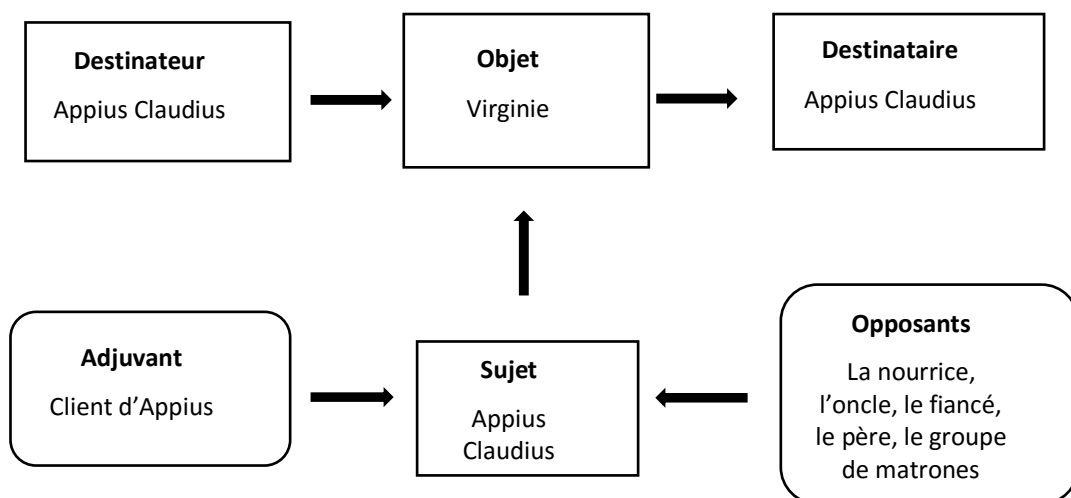 Destinateur
Appius Claudius
Objet
Virginie
Destinataire
Appius Claudius
Adjuvant
Client d’Appius
Sujet
Appius
Claudius
Opposants
La nourrice,
l’oncle, le fiancé,
le père, le groupe
de matrones